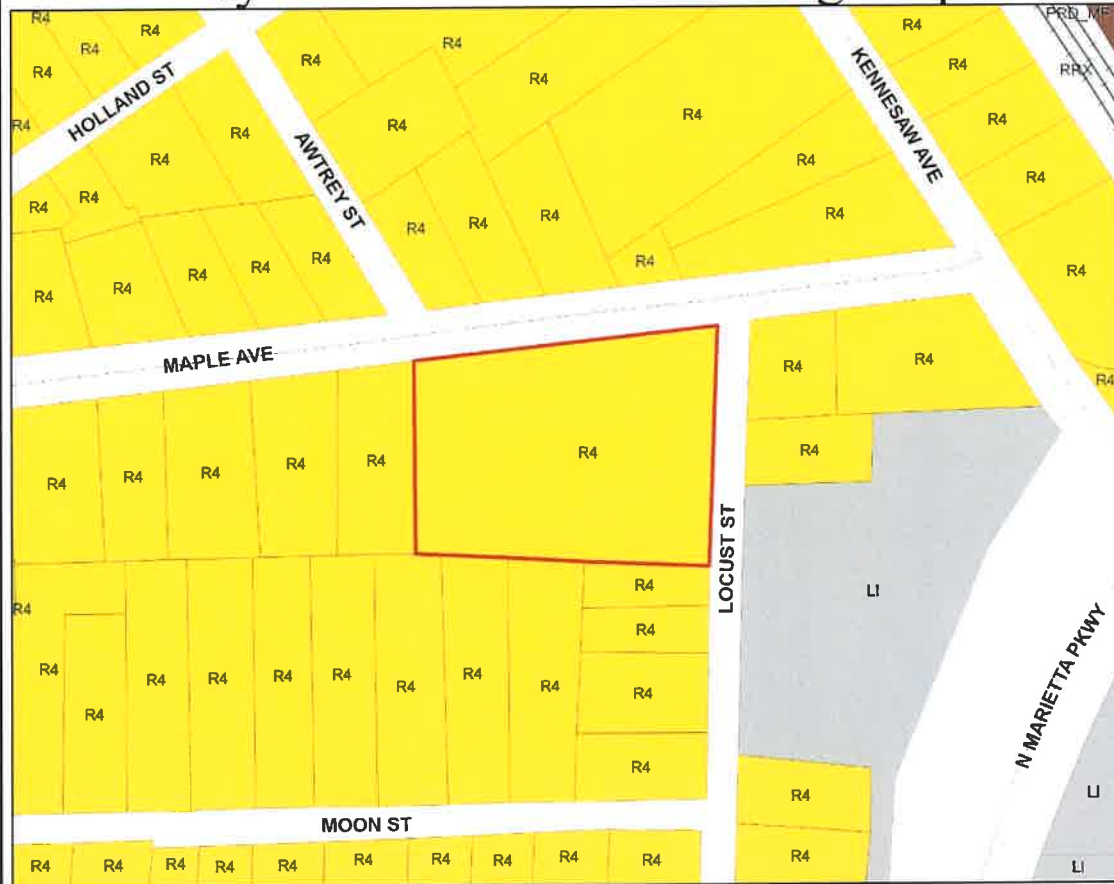 R4 R4 R4 R4 PRD_MF
R4 R4 R4 R4 RRX
HOLLAND ST
KENNESAW AVE
R4 R4 R4 R4 R4
R4 R4 R4
AWTREY ST
R4
R4 R4 R4 R4 R4 R4
R4 R4 R4 R4 R4 R4 R4
MAPLE AVE
R4 R4 R4
R4 R4 R4 R4 R4 R4 R4
LOCUST ST
R4
R4
LI
R4
N MARIETTA PKWY
R4 R4 R4 R4 R4 R4 R4 R4 R4
R4
R4 R4
LI
MOON ST
R4 R4 R4 R4 R4 R4 R4 R4 R4 R4 R4
LI